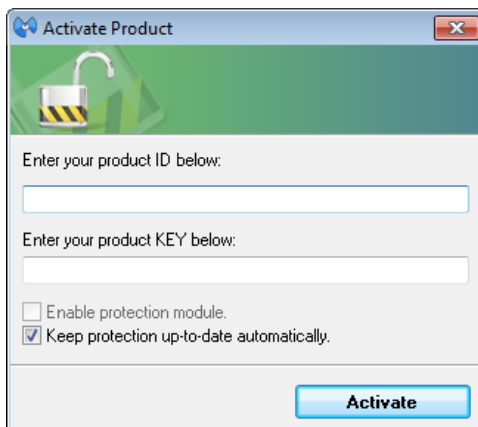 Activate Product
Enter your product ID below:
Enter your product KEY below:
Enable protection module.
Keep protection up-to-date automatically.
Activate